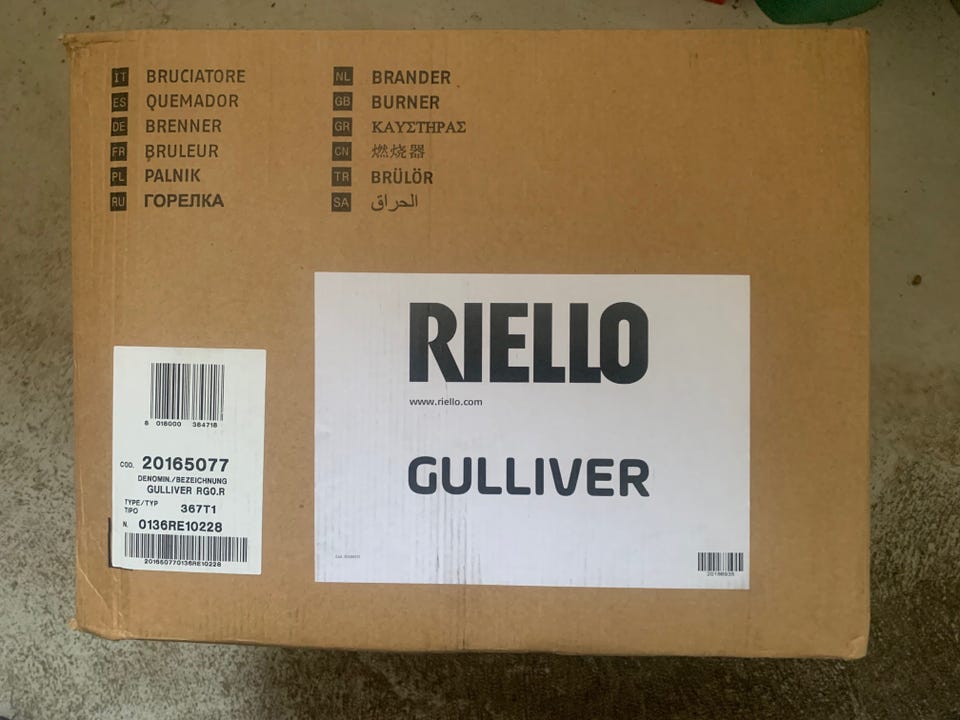 IT BRUCIATORE
ES QUEMADOR
DE BRENNER
FR BRULEUR
PL PALNIK
RU ГОРЕЛКА
NL BRANDER
GB BURNER
GR ΚΑΥΣΤΗΡΑΣ
CN 燃烧器
TR BRÜLÖR
SA الحراق
RIELLO
www.riello.com
GULLIVER
8 018000 384718
COD. 20165077
DENOMIN./BEZEICHNUNG
GULLIVER RG0.R
TYPE/TYP
TIPO 367T1
N. 0136RE10228
201650770136RE10228